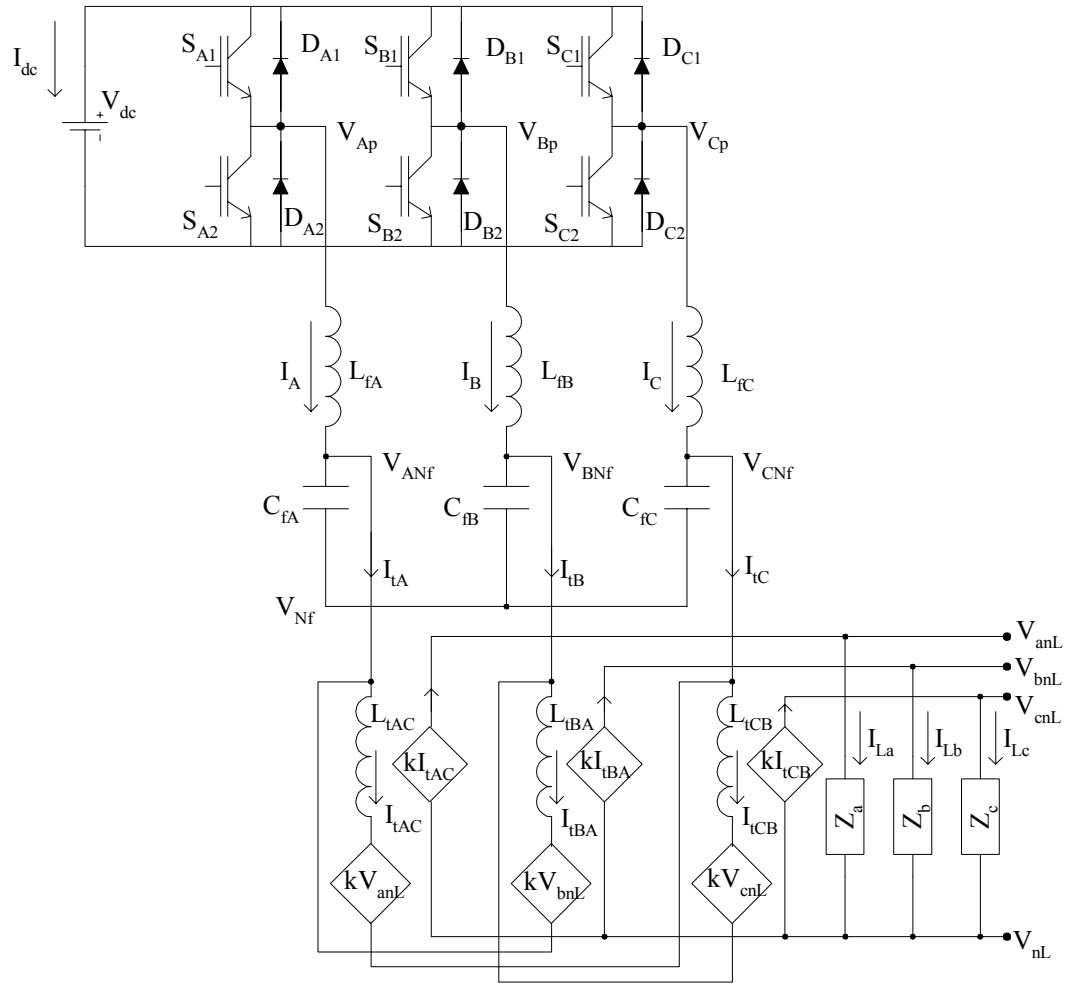 I_dc
V_dc
+
-
S_A1
D_A1
S_B1
D_B1
S_C1
D_C1
V_Ap
V_Bp
V_Cp
S_A2
D_A2
S_B2
D_B2
S_C2
D_C2
I_A
L_fA
I_B
L_fB
I_C
L_fC
V_ANf
V_BNf
V_CNf
C_fA
C_fB
C_fC
I_tA
I_tB
I_tC
V_Nf
V_anL
V_bnL
V_cnL
L_tAC
L_tBA
L_tCB
I_La
I_Lb
I_Lc
kI_tAC
kI_tBA
kI_tCB
I_tAC
I_tBA
I_tCB
Z_a
Z_b
Z_c
kV_anL
kV_bnL
kV_cnL
V_nL